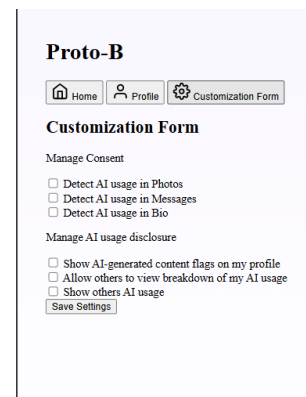 Proto-B
Home Profile Customization Form
Customization Form
Manage Consent
Detect AI usage in Photos
Detect AI usage in Messages
Detect AI usage in Bio
Manage AI usage disclosure
Show AI-generated content flags on my profile
Allow others to view breakdown of my AI usage
Show others AI usage
Save Settings